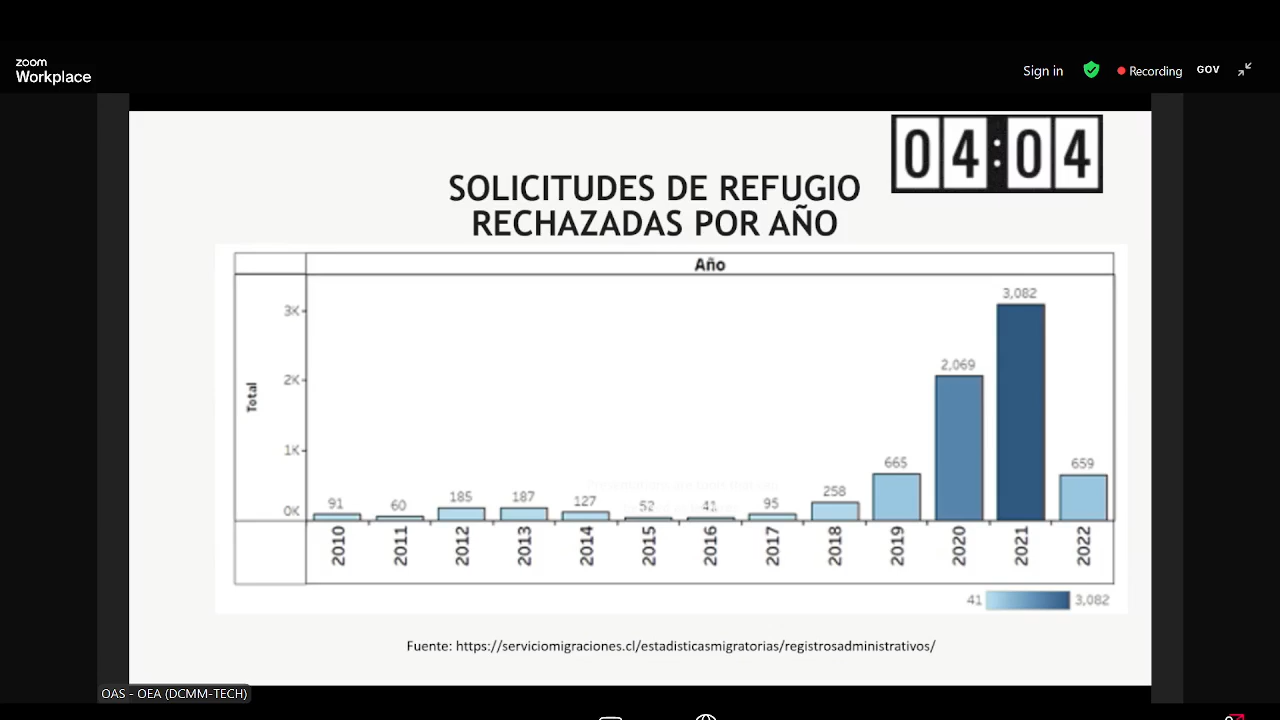 zoom
Workplace
Sign in
Recording
GOV
04:04
SOLICITUDES DE REFUGIO
RECHAZADAS POR AÑO
Año
Total
3K
2K
1K
0K
91
60
185
187
127
52
41
95
258
665
2,069
3,082
659
2010
2011
2012
2013
2014
2015
2016
2017
2018
2019
2020
2021
2022
41
3,082
Fuente: https://serviciomigraciones.cl/estadisticasmigratorias/registrosadministrativos/
OAS - OEA (DCMM-TECH)